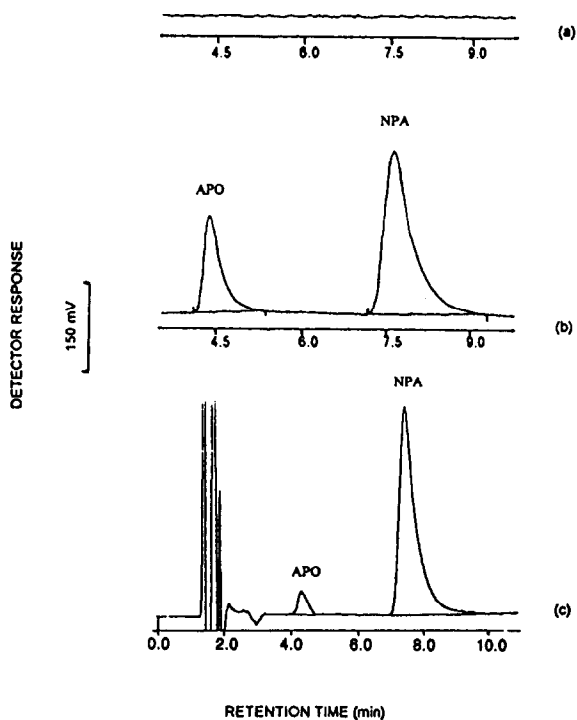 (a)
4.5 6.0 7.5 9.0
NPA
APO
DETECTOR RESPONSE
150 mV
(b)
4.5 6.0 7.5 9.0
NPA
APO
(c)
0.0 2.0 4.0 6.0 8.0 10.0
RETENTION TIME (min)